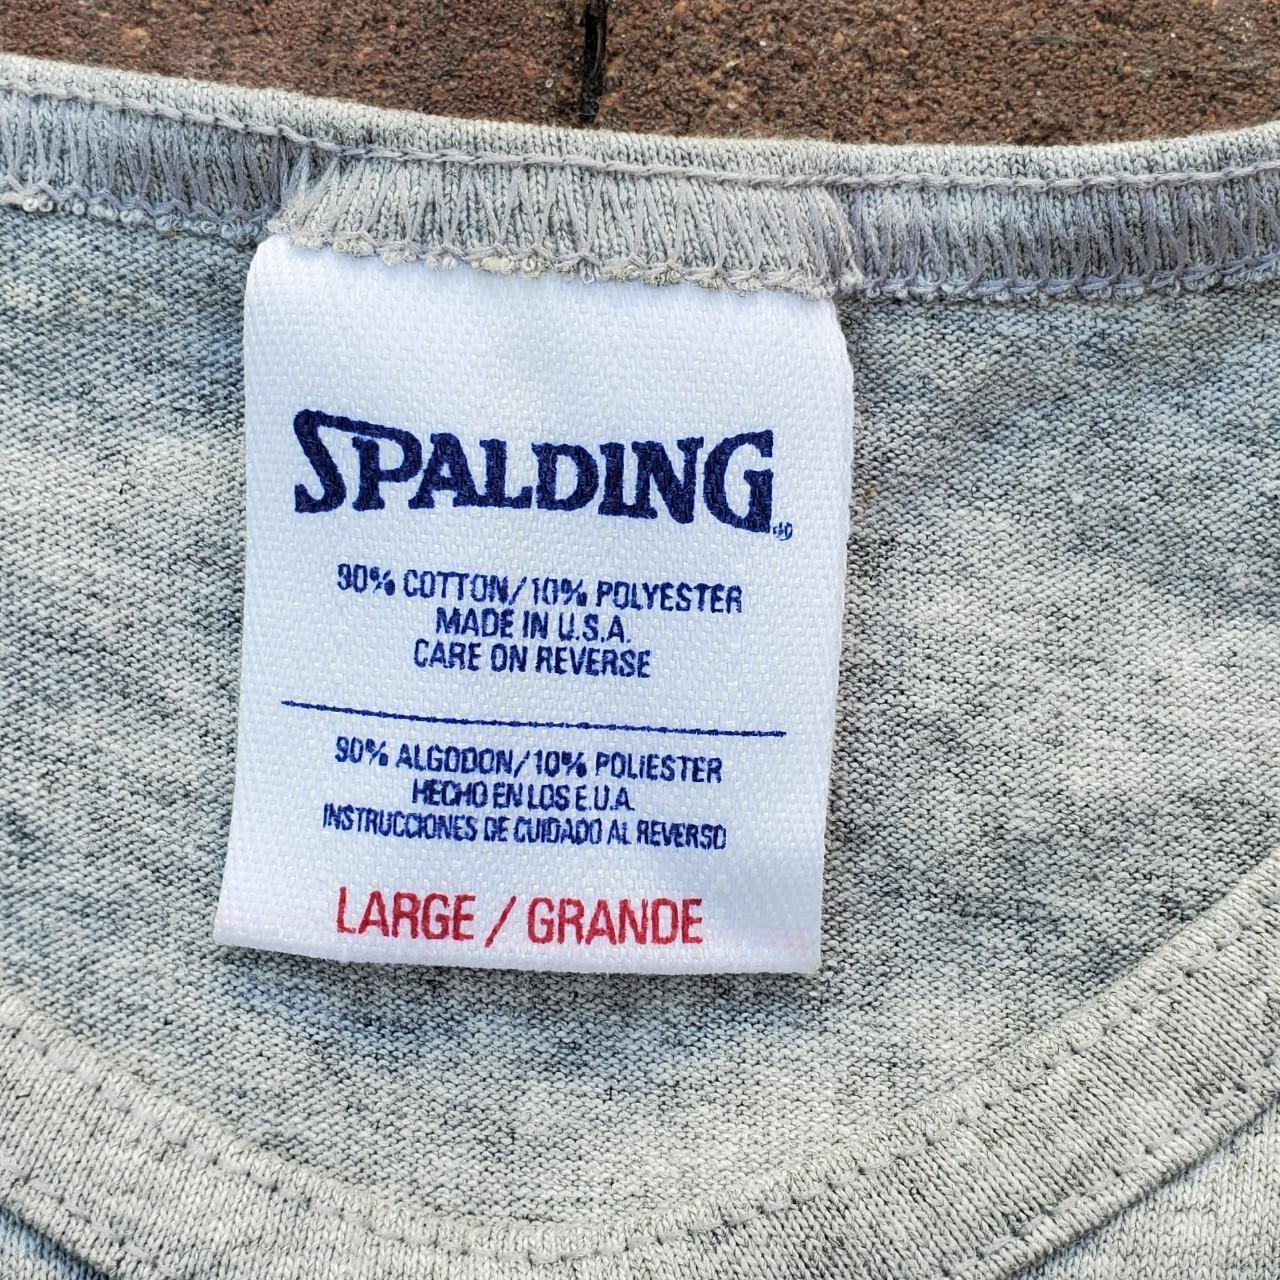 SPALDING®
90% COTTON/10% POLYESTER
MADE IN U.S.A.
CARE ON REVERSE
90% ALGODON/10% POLIESTER
HECHO EN LOS E.U.A.
INSTRUCCIONES DE CUIDADO AL REVERSO
LARGE / GRANDE